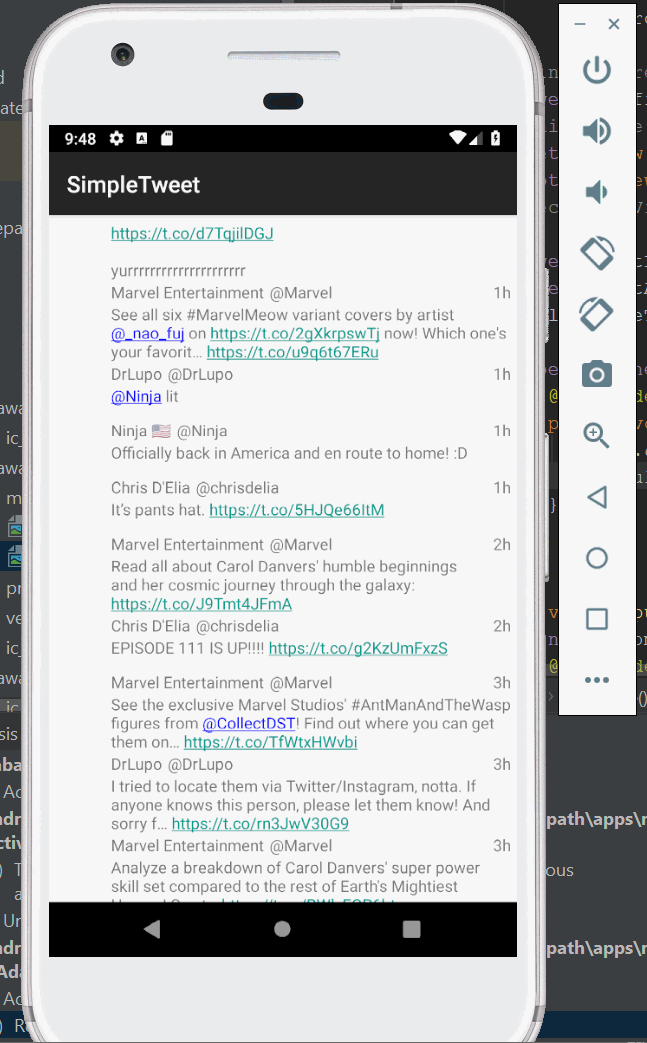 9:48
SimpleTweet
https://t.co/d7TqjilDGJ
yurrrrrrrrrrrrrrrrrrrrr
Marvel Entertainment @Marvel 1h
See all six #MarvelMeow variant covers by artist
@_nao_fuj on https://t.co/2gXkrpswTj now! Which one's
your favorit… https://t.co/u9q6t67ERu
DrLupo @DrLupo 1h
@Ninja lit
Ninja 🇺🇸 @Ninja 1h
Officially back in America and en route to home! :D
Chris D'Elia @chrisdelia 1h
It's pants hat. https://t.co/5HJQe66ItM
Marvel Entertainment @Marvel 2h
Read all about Carol Danvers' humble beginnings
and her cosmic journey through the galaxy:
https://t.co/J9Tmt4JFmA
Chris D'Elia @chrisdelia 2h
EPISODE 111 IS UP!!!! https://t.co/g2KzUmFxzS
Marvel Entertainment @Marvel 3h
See the exclusive Marvel Studios' #AntManAndTheWasp
figures from @CollectDST! Find out where you can get
them on… https://t.co/TfWtxHWvbi
DrLupo @DrLupo 3h
I tried to locate them via Twitter/Instagram, notta. If
anyone knows this person, please let them know! And
sorry f… https://t.co/rn3JwV30G9
Marvel Entertainment @Marvel 3h
Analyze a breakdown of Carol Danvers' super power
skill set compared to the rest of Earth's Mightiest
path\apps\
path\apps\